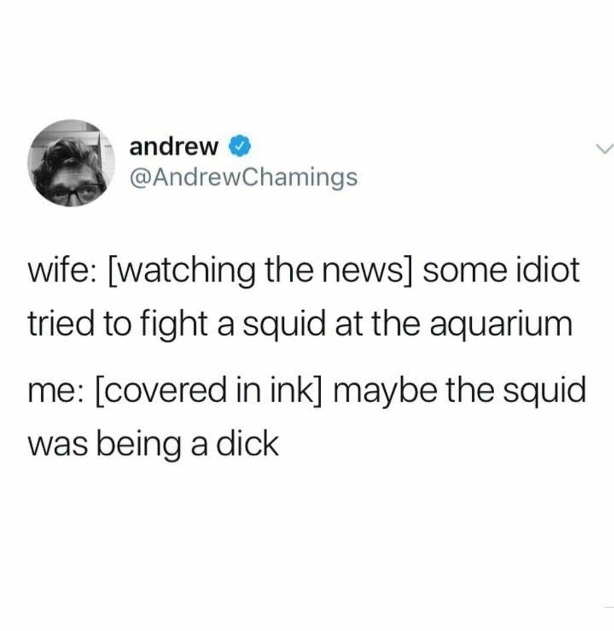 andrew
@AndrewChamings
wife: [watching the news] some idiot
tried to fight a squid at the aquarium
me: [covered in ink] maybe the squid
was being a dick